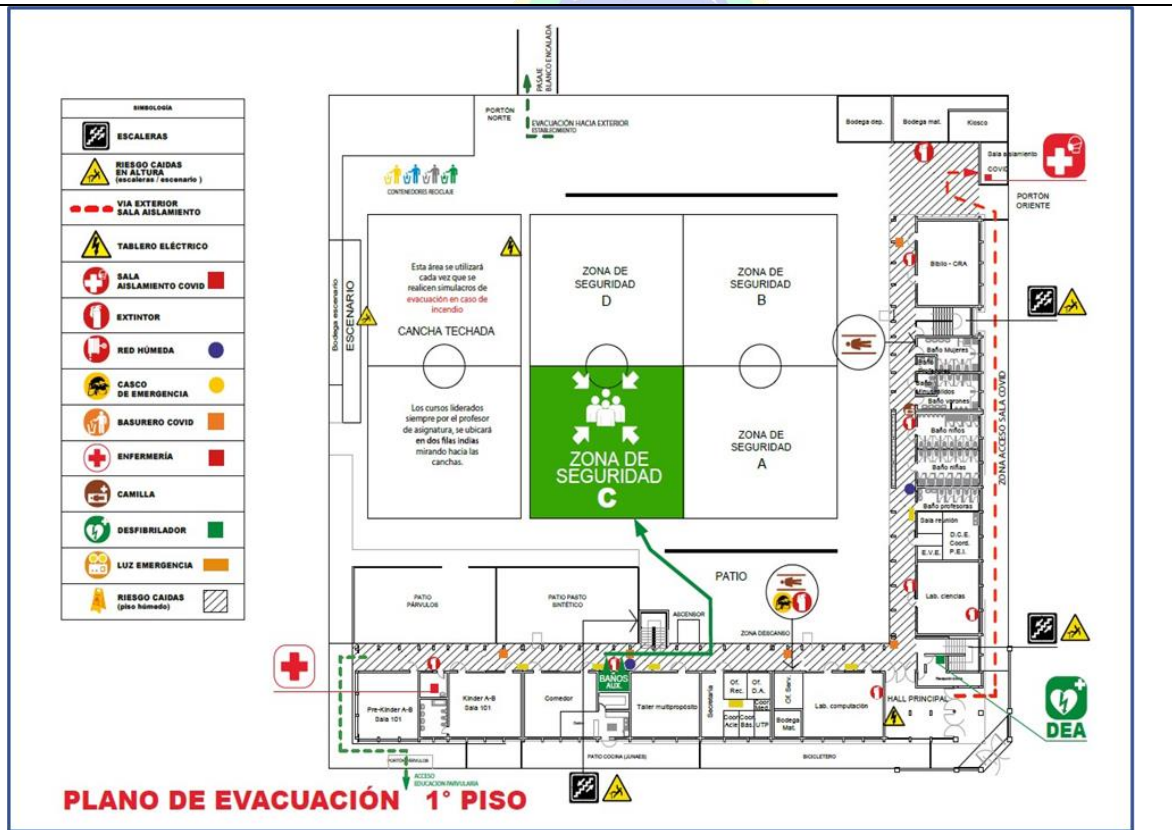 SIMBOLOGÍA
ESCALERAS
RIESGO CAIDAS
EN ALTURA
(escaleras / escenario )
VIA EXTERIOR
SALA AISLAMIENTO
TABLERO ELÉCTRICO
SALA
AISLAMIENTO COVID
EXTINTOR
RED HÚMEDA
CASCO
DE EMERGENCIA
BASURERO COVID
ENFERMERÍA
CAMILLA
DESFIBRILADOR
LUZ EMERGENCIA
RIESGO CAIDAS
(piso húmedo)
PASAJE
BLANCO ENCALADA
PORTÓN
NORTE
EVACUACIÓN HACIA EXTERIOR
ESTABLECIMIENTO
CONTENEDORES RECICLAJE
Bodega dep.
Bodega mat.
Kiosco
Sala aislamiento
COVID
PORTÓN
ORIENTE
Bodega escenario
ESCENARIO
Esta área se utilizará
cada vez que se
realicen simulacros de
evacuación en caso de
incendio
CANCHA TECHADA
Los cursos liderados
siempre por el profesor
de asignatura, se ubicará
en dos filas indias
mirando hacia las
canchas.
ZONA DE
SEGURIDAD
D
ZONA DE
SEGURIDAD
B
ZONA DE
SEGURIDAD
C
ZONA DE
SEGURIDAD
A
Biblio - CRA
Baño Mujeres
Baño varones
Baño niños
Baño niñas
Baño profesoras
Sala reunión
D.C.E.
Coord.
P.E.I.
E.V.E.
Lab. ciencias
ZONA ACCESO SALA COVID
HALL PRINCIPAL
DEA
PATIO
PATIO
PÁRVULOS
PATIO PASTO
SINTÉTICO
ASCENSOR
ZONA DESCANSO
Pre-Kinder A-B
Sala 101
Kinder A-B
Sala 101
Comedor
BAÑOS
AUX.
Taller multipropósito
Secretaría
Of.
Rec.
Of.
D.A.
Of. Serv.
Bodega
Mat.
UTP
Lab. computación
PATIO COCINA (JUNAEB)
BICICLETERO
ACCESO
EDUCACION PARVULARIA
PLANO DE EVACUACIÓN 1° PISO